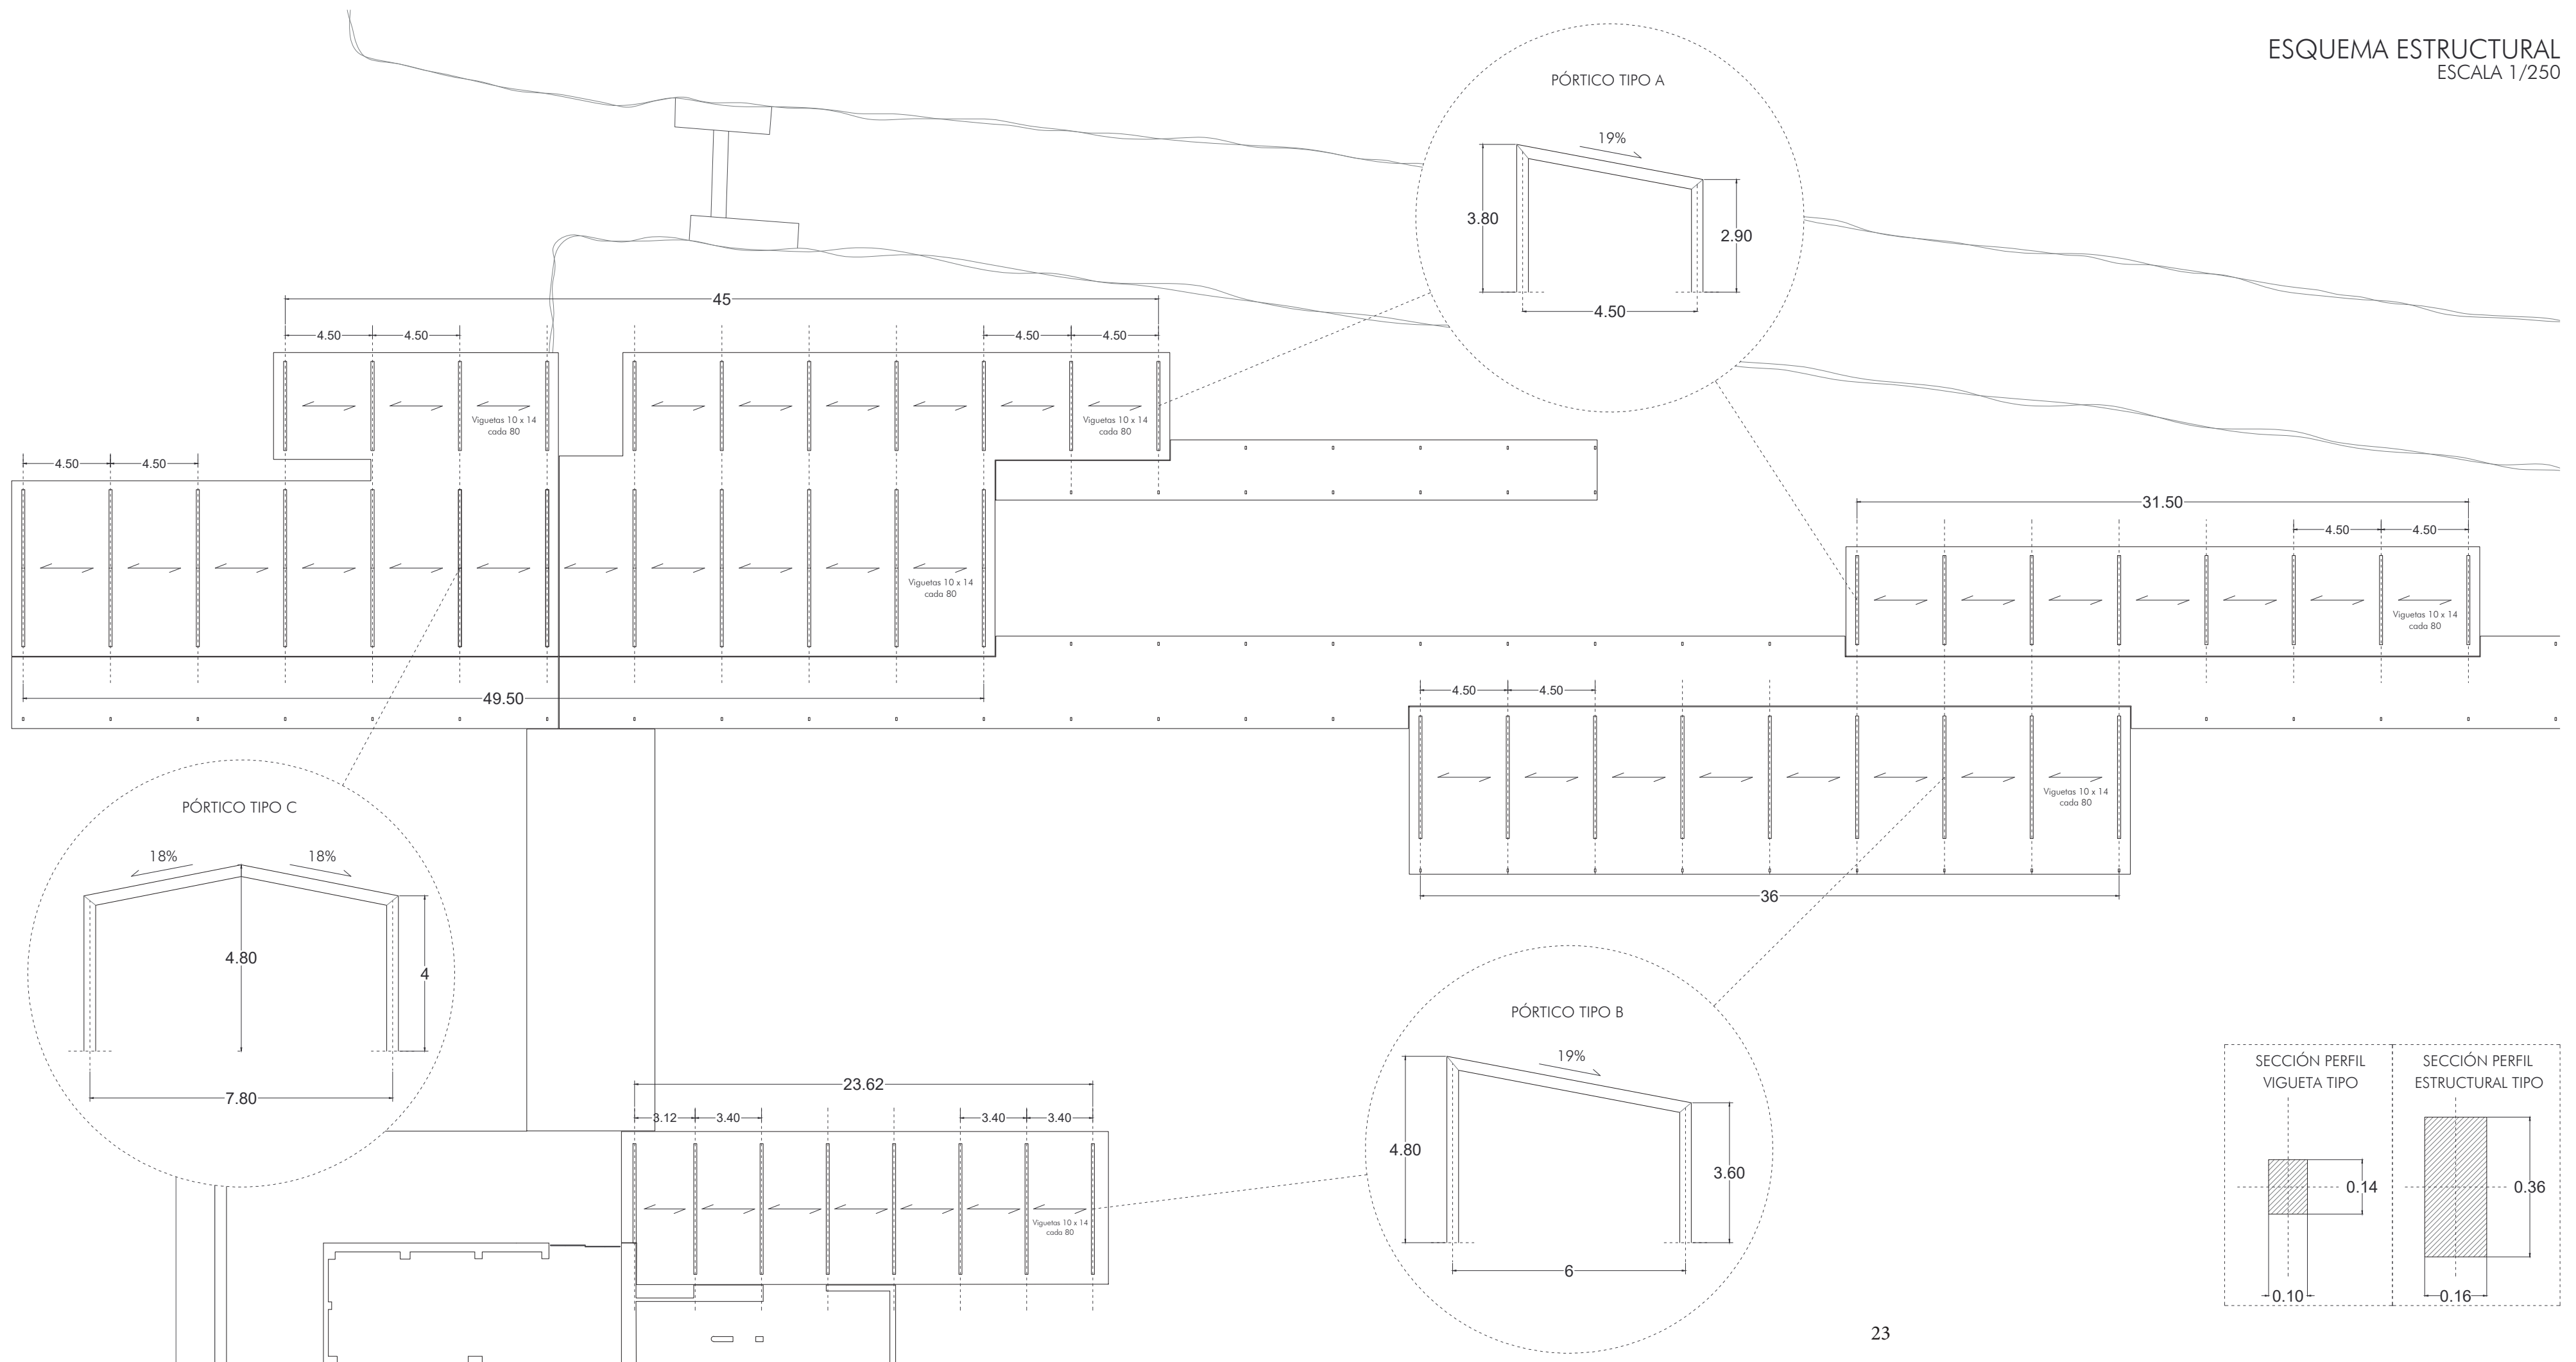 ESQUEMA ESTRUCTURAL
ESCALA 1/250
PÓRTICO TIPO A
19%
3.80
2.90
4.50
45
4.50
4.50
4.50
4.50
Viguetas 10 x 14
cada 80
Viguetas 10 x 14
cada 80
4.50
4.50
Viguetas 10 x 14
cada 80
49.50
31.50
4.50
4.50
Viguetas 10 x 14
cada 80
4.50
4.50
Viguetas 10 x 14
cada 80
36
PÓRTICO TIPO C
18%
18%
4.80
4
7.80
23.62
3.12
3.40
3.40
3.40
Viguetas 10 x 14
cada 80
PÓRTICO TIPO B
19%
4.80
3.60
6
SECCIÓN PERFIL
VIGUETA TIPO
0.14
0.10
SECCIÓN PERFIL
ESTRUCTURAL TIPO
0.36
0.16
23